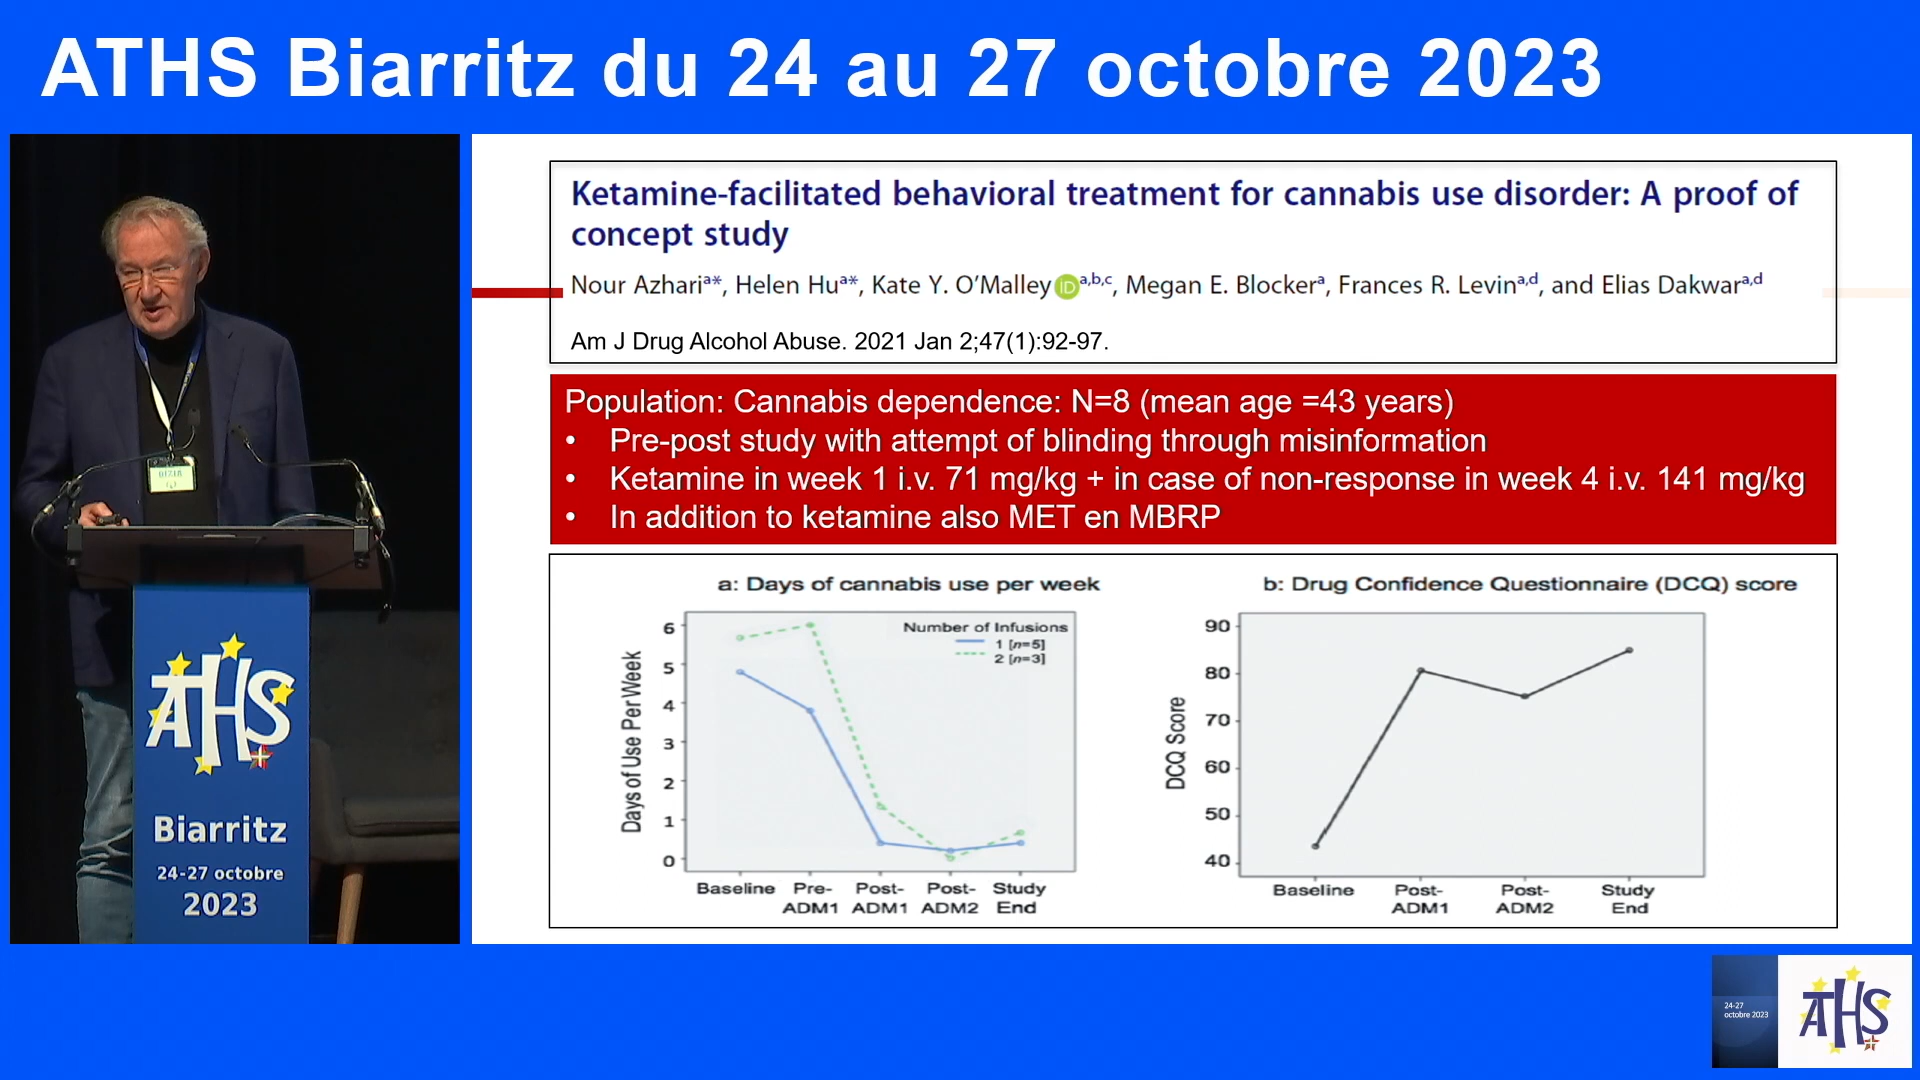 ATHS Biarritz du 24 au 27 octobre 2023
Ketamine-facilitated behavioral treatment for cannabis use disorder: A proof of
concept study
Nour Azhariᵃ*, Helen Huᵃ*, Kate Y. O’Malley iD ᵃ,ᵇ,ᶜ, Megan E. Blockerᵃ, Frances R. Levinᵃ,ᵈ, and Elias Dakwarᵃ,ᵈ
Am J Drug Alcohol Abuse. 2021 Jan 2;47(1):92-97.
Population: Cannabis dependence: N=8 (mean age =43 years)
• Pre-post study with attempt of blinding through misinformation
• Ketamine in week 1 i.v. 71 mg/kg + in case of non-response in week 4 i.v. 141 mg/kg
• In addition to ketamine also MET en MBRP
a: Days of cannabis use per week
Days of Use Per Week
6
5
4
3
2
1
0
Number of Infusions
1 [n=5]
2 [n=3]
Baseline Pre- Post- Post- Study
ADM1 ADM1 ADM2 End
b: Drug Confidence Questionnaire (DCQ) score
DCQ Score
90
80
70
60
50
40
Baseline Post- Post- Study
ADM1 ADM2 End
ATHS
Biarritz
24-27 octobre
2023
24-27
octobre 2023
ATHS